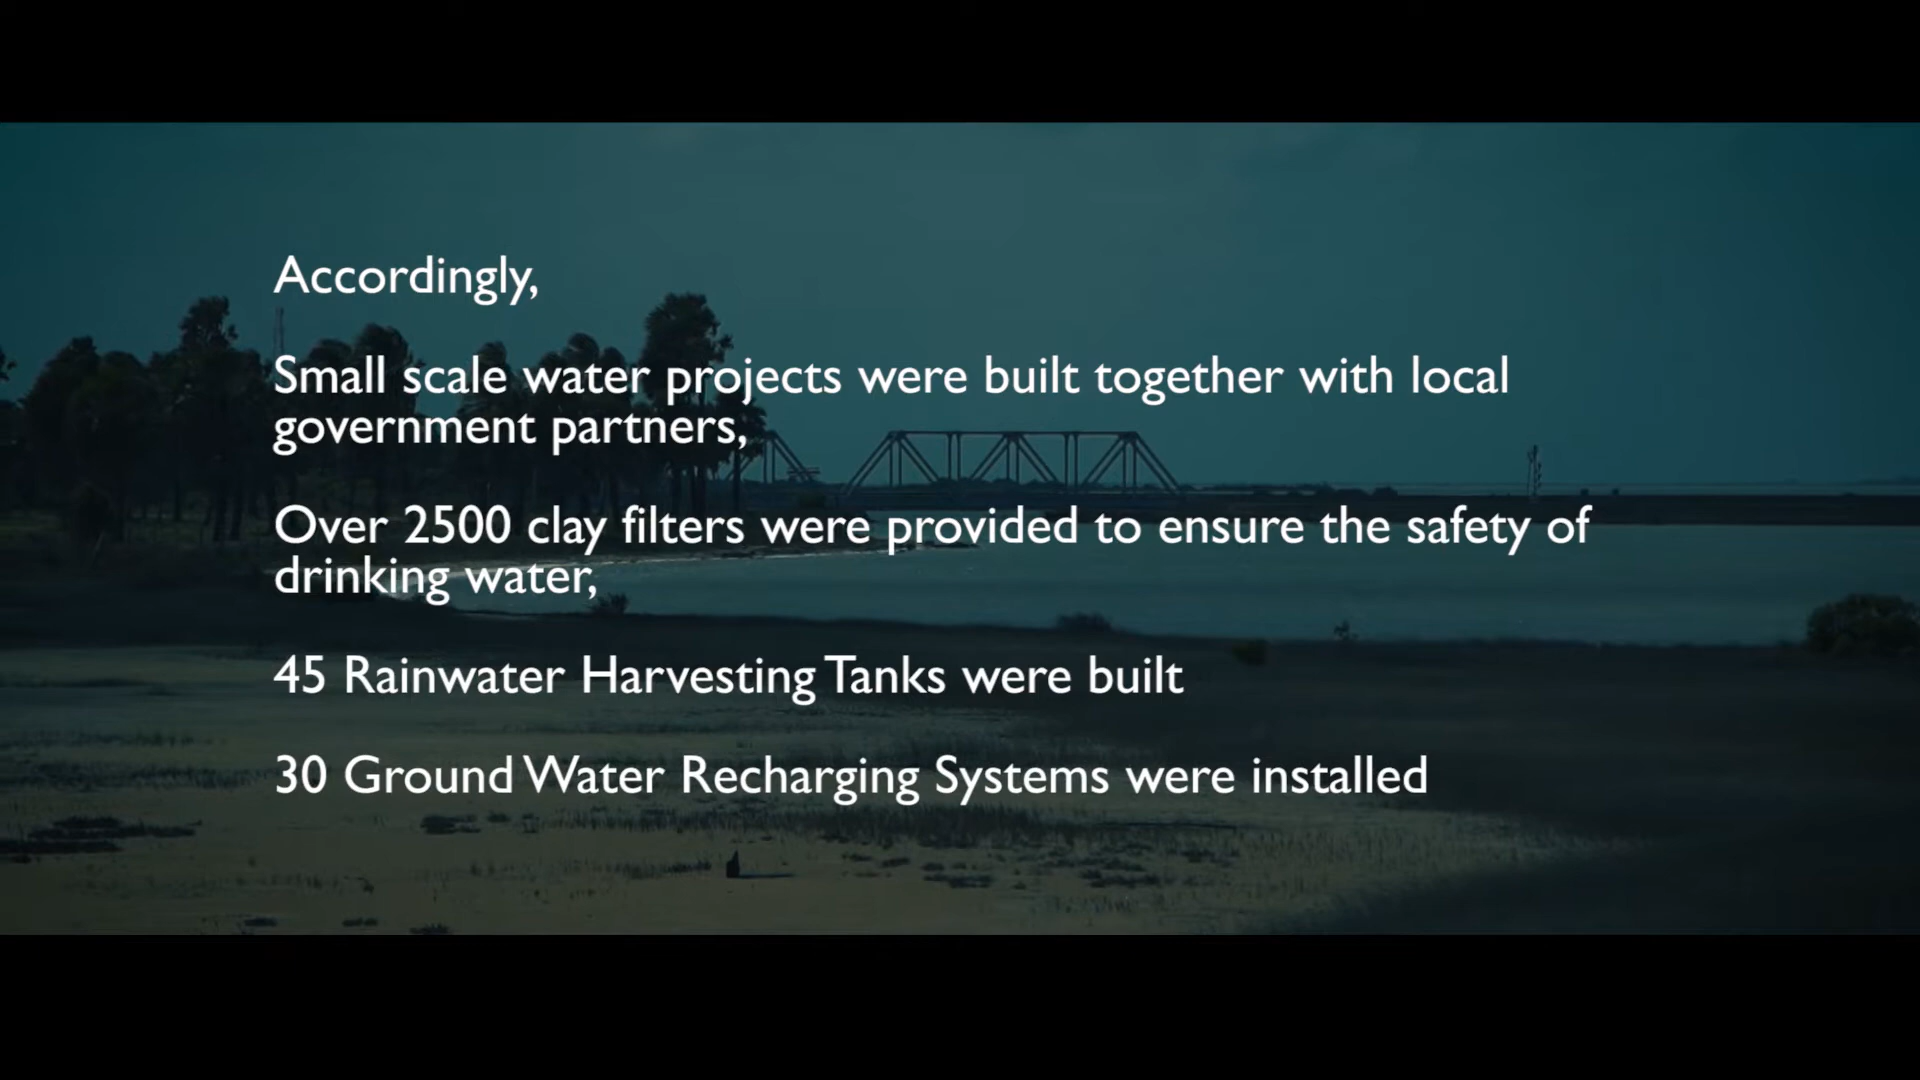 Accordingly,
Small scale water projects were built together with local
government partners,
Over 2500 clay filters were provided to ensure the safety of
drinking water,
45 Rainwater Harvesting Tanks were built
30 Ground Water Recharging Systems were installed